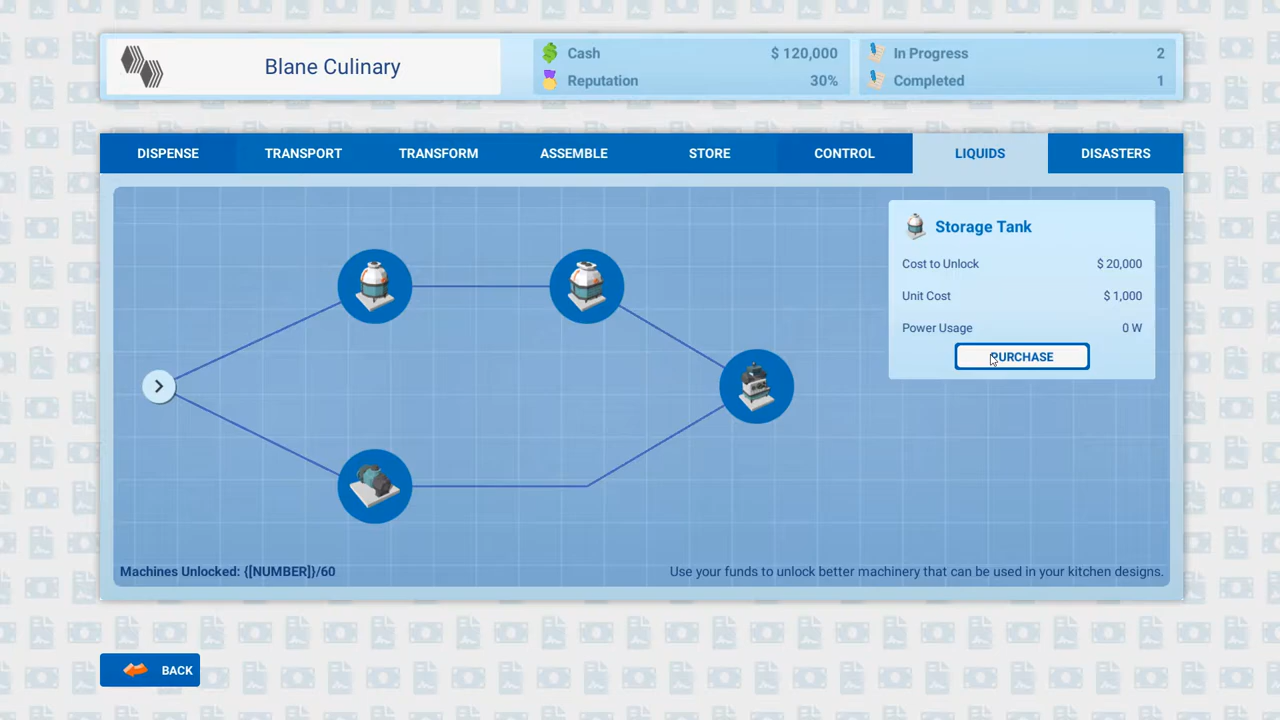 Blane Culinary
Cash $ 120,000
Reputation 30%
In Progress 2
Completed 1
DISPENSE TRANSPORT TRANSFORM ASSEMBLE STORE CONTROL LIQUIDS DISASTERS
Storage Tank
Cost to Unlock $ 20,000
Unit Cost $ 1,000
Power Usage 0 W
PURCHASE
Machines Unlocked: {[NUMBER]}/60
Use your funds to unlock better machinery that can be used in your kitchen designs.
BACK